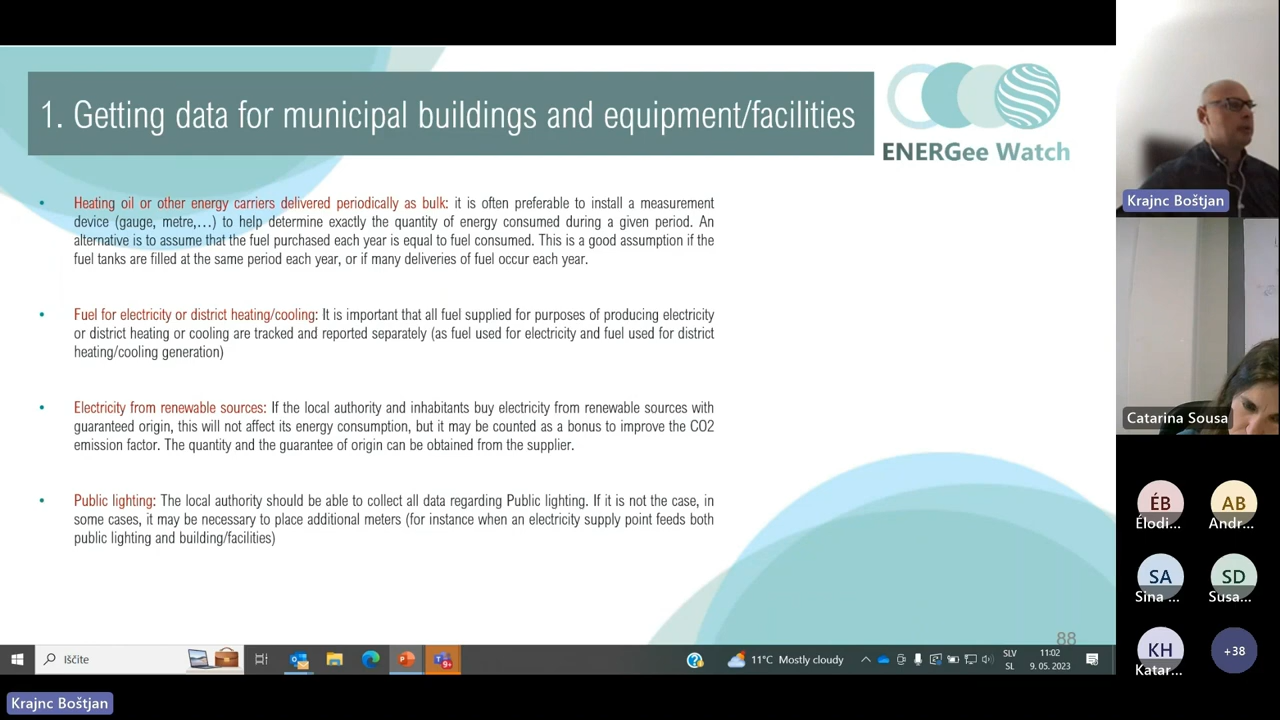 1. Getting data for municipal buildings and equipment/facilities
ENERGee Watch
• Heating oil or other energy carriers delivered periodically as bulk: it is often preferable to install a measurement
device (gauge, metre,…) to help determine exactly the quantity of energy consumed during a given period. An
alternative is to assume that the fuel purchased each year is equal to fuel consumed. This is a good assumption if the
fuel tanks are filled at the same period each year, or if many deliveries of fuel occur each year.
• Fuel for electricity or district heating/cooling: It is important that all fuel supplied for purposes of producing electricity
or district heating or cooling are tracked and reported separately (as fuel used for electricity and fuel used for district
heating/cooling generation)
• Electricity from renewable sources: If the local authority and inhabitants buy electricity from renewable sources with
guaranteed origin, this will not affect its energy consumption, but it may be counted as a bonus to improve the CO2
emission factor. The quantity and the guarantee of origin can be obtained from the supplier.
• Public lighting: The local authority should be able to collect all data regarding Public lighting. If it is not the case, in
some cases, it may be necessary to place additional meters (for instance when an electricity supply point feeds both
public lighting and building/facilities)
88
Iščite
9+
11°C Mostly cloudy
SLV
SL
11:02
9. 05. 2023
Krajnc Boštjan
Krajnc Boštjan
Catarina Sousa
ÉB
Élodi...
AB
Andr...
SA
Sina ...
SD
Susa...
KH
Katar...
+38